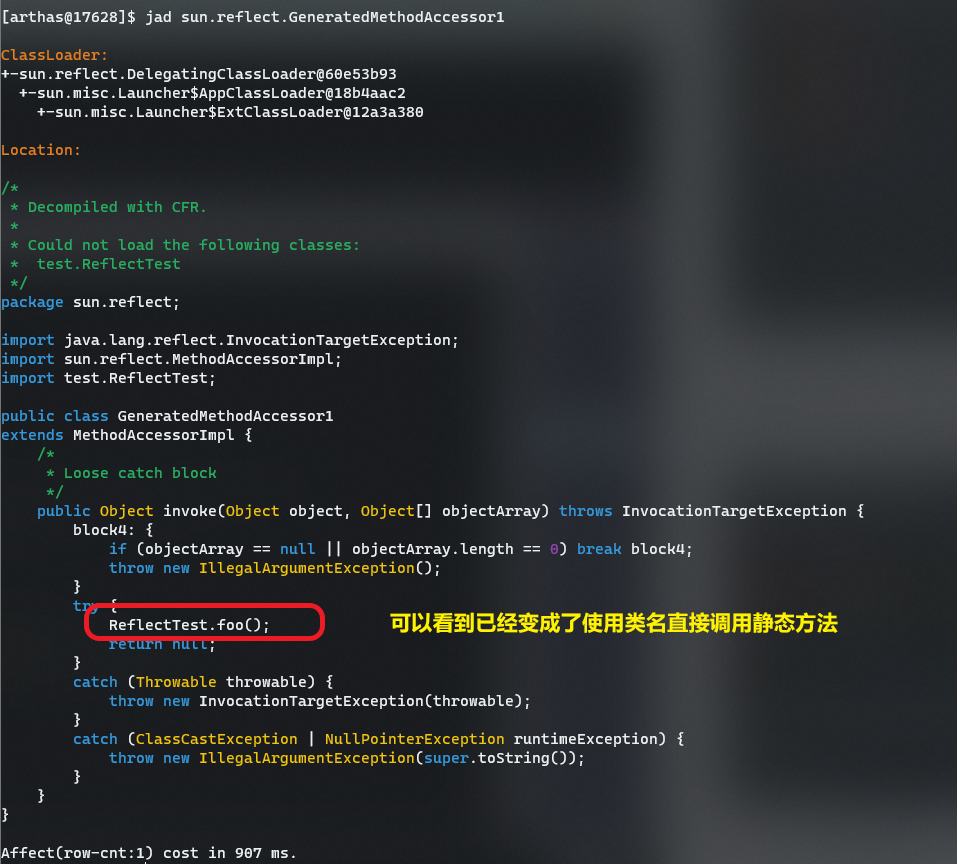 [arthas@17628]$ jad sun.reflect.GeneratedMethodAccessor1
ClassLoader:
+-sun.reflect.DelegatingClassLoader@60e53b93
  +-sun.misc.Launcher$AppClassLoader@18b4aac2
    +-sun.misc.Launcher$ExtClassLoader@12a3a380
Location:
/*
 * Decompiled with CFR.
 *
 * Could not load the following classes:
 *  test.ReflectTest
 */
package sun.reflect;
import java.lang.reflect.InvocationTargetException;
import sun.reflect.MethodAccessorImpl;
import test.ReflectTest;
public class GeneratedMethodAccessor1
extends MethodAccessorImpl {
    /*
     * Loose catch block
     */
    public Object invoke(Object object, Object[] objectArray) throws InvocationTargetException {
        block4: {
            if (objectArray == null || objectArray.length == 0) break block4;
            throw new IllegalArgumentException();
        }
        try {
            ReflectTest.foo();
可以看到已经变成了使用类名直接调用静态方法
            return null;
        }
        catch (Throwable throwable) {
            throw new InvocationTargetException(throwable);
        }
        catch (ClassCastException | NullPointerException runtimeException) {
            throw new IllegalArgumentException(super.toString());
        }
    }
}
Affect(row-cnt:1) cost in 907 ms.